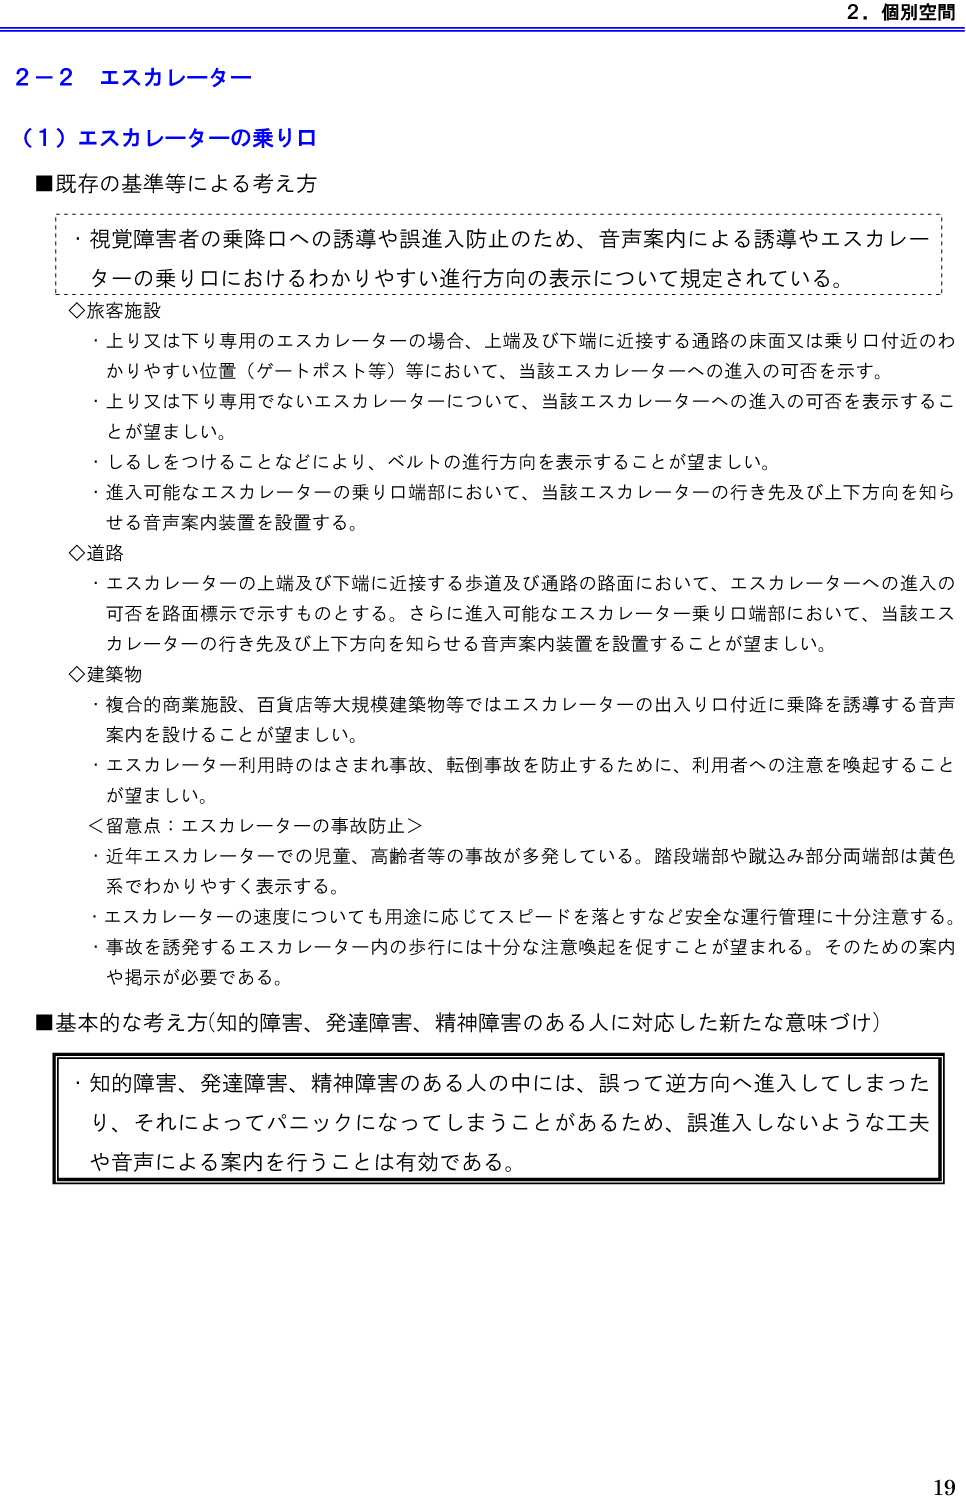 ２．個別空間
２－２　エスカレーター
（１）エスカレーターの乗り口
■既存の基準等による考え方
・視覚障害者の乗降口への誘導や誤進入防止のため、音声案内による誘導やエスカレー
ターの乗り口におけるわかりやすい進行方向の表示について規定されている。
◇旅客施設
・上り又は下り専用のエスカレーターの場合、上端及び下端に近接する通路の床面又は乗り口付近のわ
かりやすい位置（ゲートポスト等）等において、当該エスカレーターへの進入の可否を示す。
・上り又は下り専用でないエスカレーターについて、当該エスカレーターへの進入の可否を表示するこ
とが望ましい。
・しるしをつけることなどにより、ベルトの進行方向を表示することが望ましい。
・進入可能なエスカレーターの乗り口端部において、当該エスカレーターの行き先及び上下方向を知ら
せる音声案内装置を設置する。
◇道路
・エスカレーターの上端及び下端に近接する歩道及び通路の路面において、エスカレーターへの進入の
可否を路面標示で示すものとする。さらに進入可能なエスカレーター乗り口端部において、当該エス
カレーターの行き先及び上下方向を知らせる音声案内装置を設置することが望ましい。
◇建築物
・複合的商業施設、百貨店等大規模建築物等ではエスカレーターの出入り口付近に乗降を誘導する音声
案内を設けることが望ましい。
・エスカレーター利用時のはさまれ事故、転倒事故を防止するために、利用者への注意を喚起すること
が望ましい。
＜留意点：エスカレーターの事故防止＞
・近年エスカレーターでの児童、高齢者等の事故が多発している。踏段端部や蹴込み部分両端部は黄色
系でわかりやすく表示する。
・エスカレーターの速度についても用途に応じてスピードを落とすなど安全な運行管理に十分注意する。
・事故を誘発するエスカレーター内の歩行には十分な注意喚起を促すことが望まれる。そのための案内
や掲示が必要である。
■基本的な考え方(知的障害、発達障害、精神障害のある人に対応した新たな意味づけ)
・知的障害、発達障害、精神障害のある人の中には、誤って逆方向へ進入してしまった
り、それによってパニックになってしまうことがあるため、誤進入しないような工夫
や音声による案内を行うことは有効である。
19